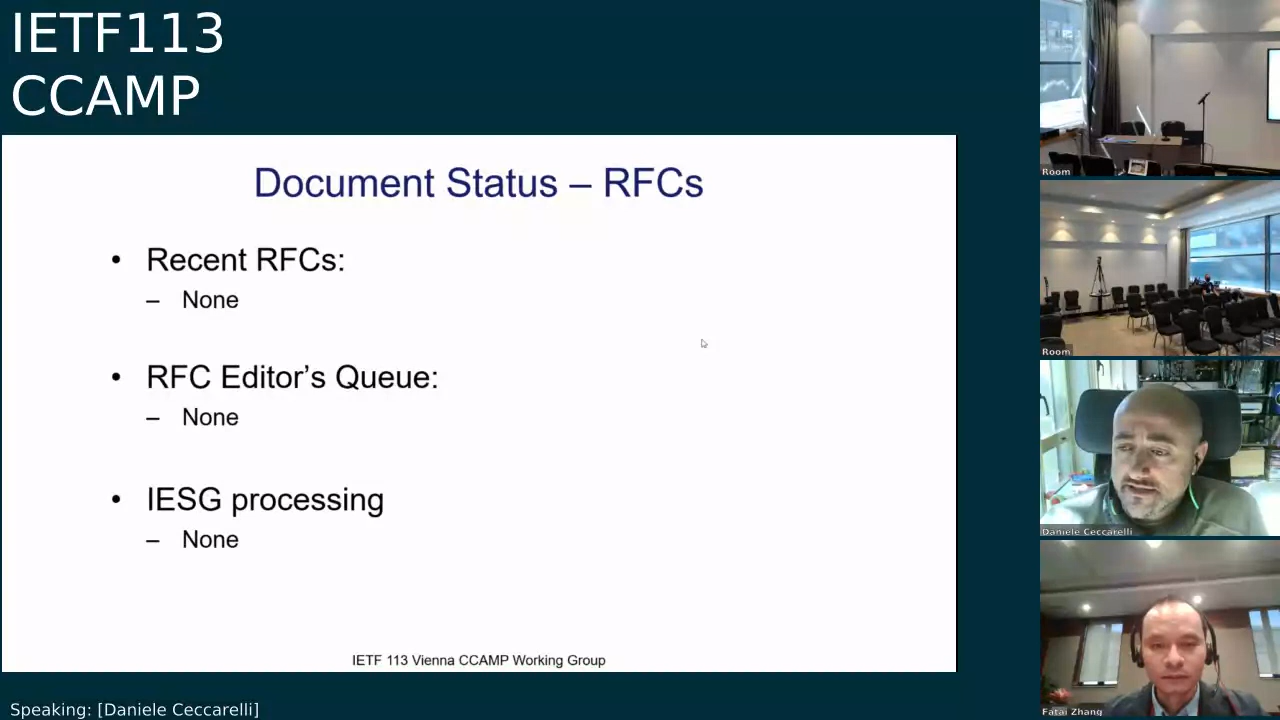 IETF113
CCAMP
Document Status – RFCs
• Recent RFCs:
– None
• RFC Editor’s Queue:
– None
• IESG processing
– None
IETF 113 Vienna CCAMP Working Group
Speaking: [Daniele Ceccarelli]
Room
Room
Daniele Ceccarelli
Fatai Zhang